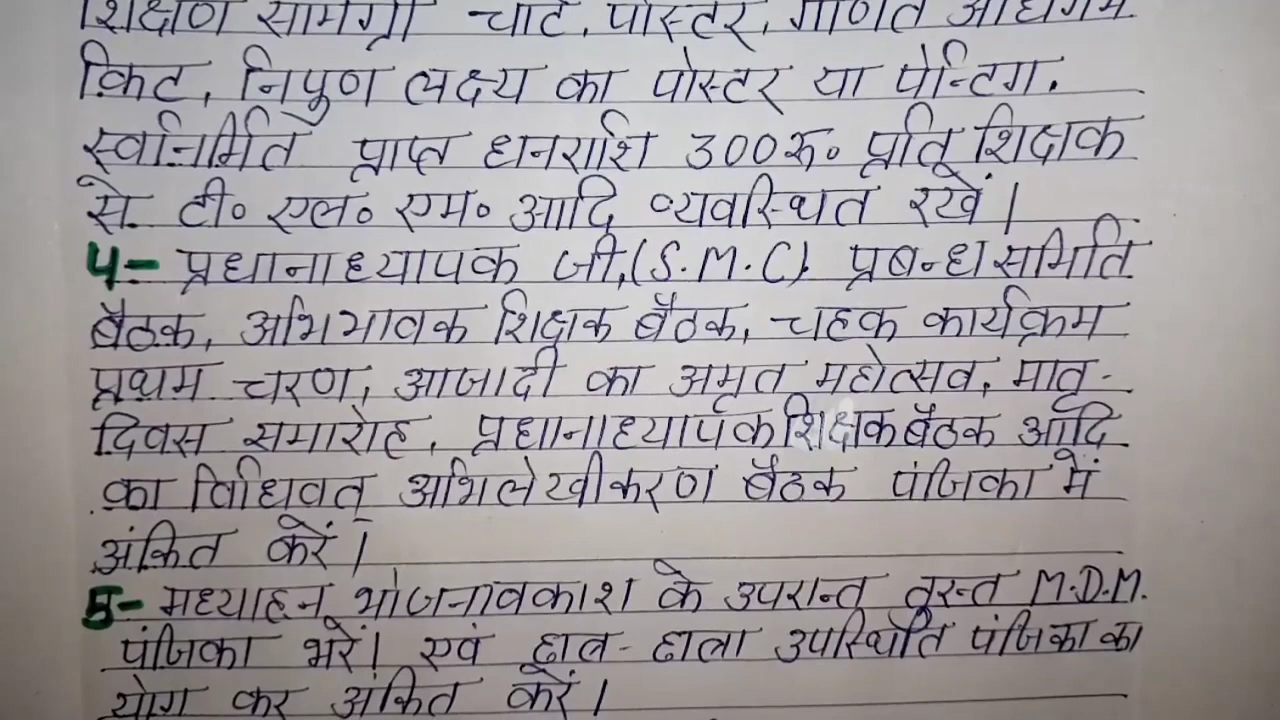 शिक्षण सामग्री चार्ट, पोस्टर, गणित अधिगम
किट, निपुण लक्ष्य का पोस्टर या पेन्टिग,
स्वनिर्मित प्राप्त धनराशि 300रू० प्रति शिक्षक
से टी० एल० एम० आदि व्यवस्थित रखें।
4- प्रधानाध्यापक जी,(S.M.C). प्रबन्ध समिति
बैठक, अभिभावक शिक्षक बैठक, चहक कार्यक्रम
प्रथम चरण, आजादी का अमृत महोत्सव, मातृ-
दिवस समारोह, प्रधानाध्यापक शिक्षक बैठक आदि
का विधिवत् अभिलेखीकरण बैठक पंजिका में
अंकित करें।
5- मध्याहन भोजनावकाश के उपरान्त तुरन्त M.D.M.
पंजिका भरें। एवं छात्र-छात्रा उपस्थिति पंजिका का
योग कर अंकित करें।